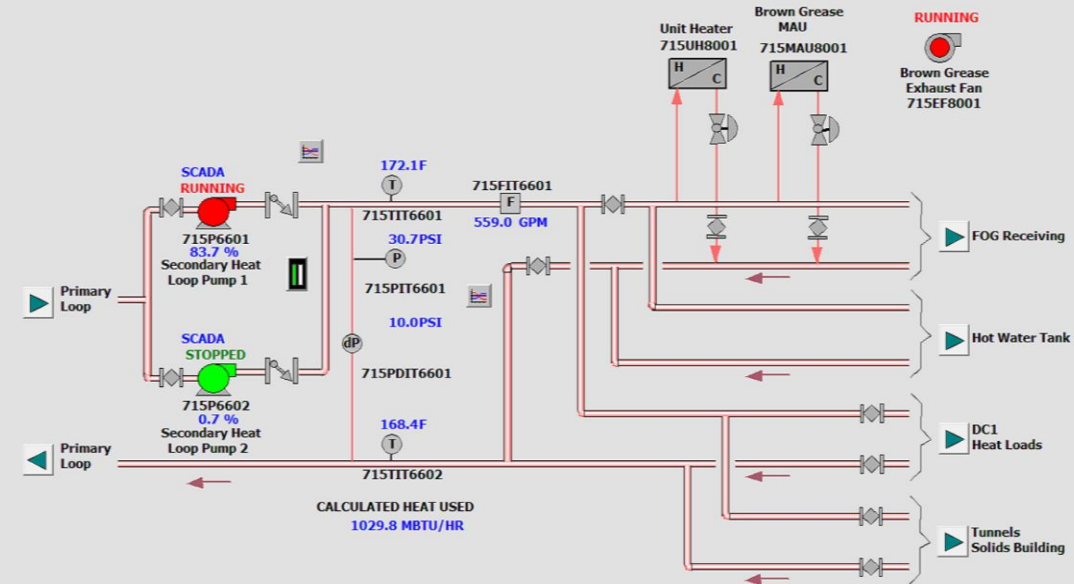 Unit Heater
715UH8001
H
C
Brown Grease
MAU
715MAU8001
H
C
RUNNING
Brown Grease
Exhaust Fan
715EF8001
SCADA
RUNNING
715P6601
83.7 %
Secondary Heat
Loop Pump 1
172.1F
T
715TIT6601
30.7PSI
P
715PIT6601
10.0PSI
dP
715PDIT6601
715FIT6601
F
559.0 GPM
Primary
Loop
SCADA
STOPPED
715P6602
0.7 %
Secondary Heat
Loop Pump 2
168.4F
T
715TIT6602
Primary
Loop
CALCULATED HEAT USED
1029.8 MBTU/HR
FOG Receiving
Hot Water Tank
DC1
Heat Loads
Tunnels
Solids Building